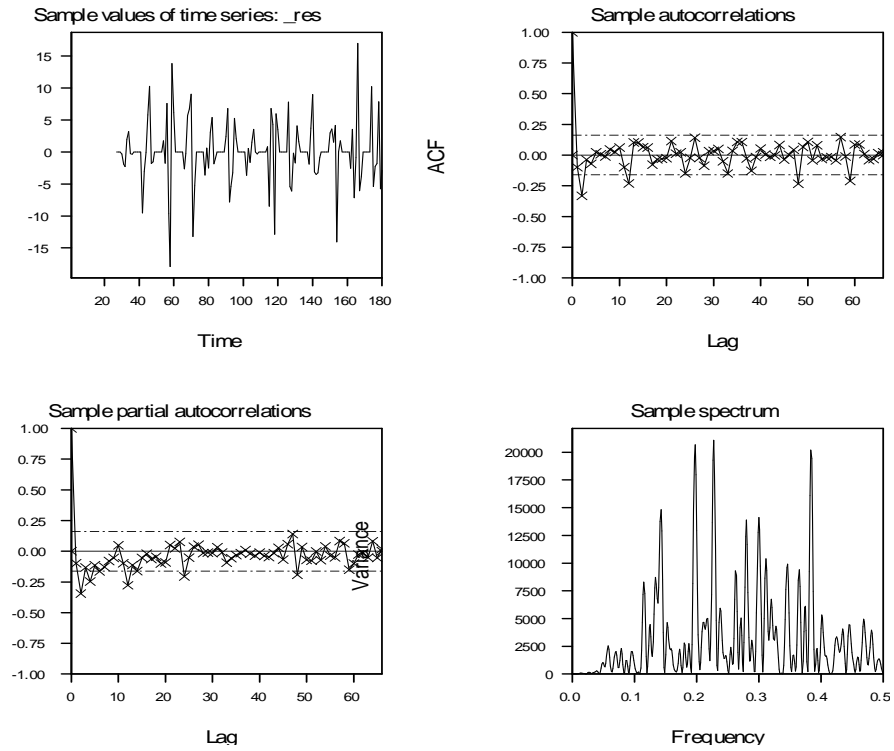 Sample values of time series: _res
15
10
5
0
-5
-10
-15
20 40 60 80 100 120 140 160 180
Time
Sample autocorrelations
1.00
0.75
0.50
0.25
0.00
-0.25
-0.50
-0.75
-1.00
ACF
0 10 20 30 40 50 60
Lag
Sample partial autocorrelations
1.00
0.75
0.50
0.25
0.00
-0.25
-0.50
-0.75
-1.00
0 10 20 30 40 50 60
Lag
Sample spectrum
20000
17500
15000
12500
10000
7500
5000
2500
0
Variance
0.0 0.1 0.2 0.3 0.4 0.5
Frequency